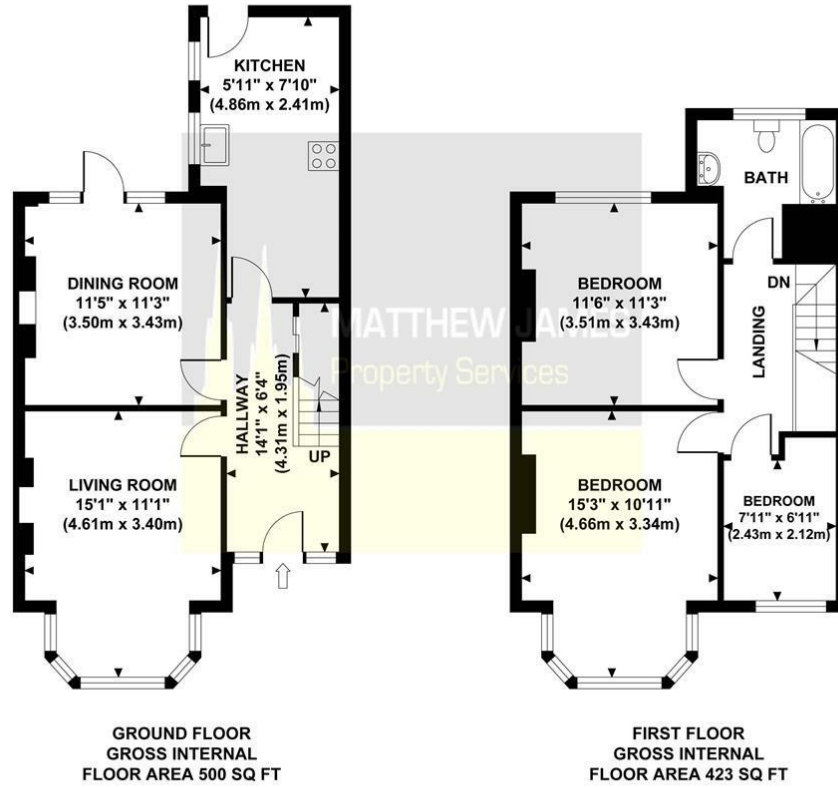 KITCHEN
5'11" x 7'10"
(4.86m x 2.41m)
DINING ROOM
11'5" x 11'3"
(3.50m x 3.43m)
HALLWAY
14'1" x 6'4"
(4.31m x 1.95m)
UP
LIVING ROOM
15'1" x 11'1"
(4.61m x 3.40m)
GROUND FLOOR
GROSS INTERNAL
FLOOR AREA 500 SQ FT
MATTHEW JAMES
Property Services
BATH
BEDROOM
11'6" x 11'3"
(3.51m x 3.43m)
DN
LANDING
BEDROOM
15'3" x 10'11"
(4.66m x 3.34m)
BEDROOM
7'11" x 6'11"
(2.43m x 2.12m)
FIRST FLOOR
GROSS INTERNAL
FLOOR AREA 423 SQ FT